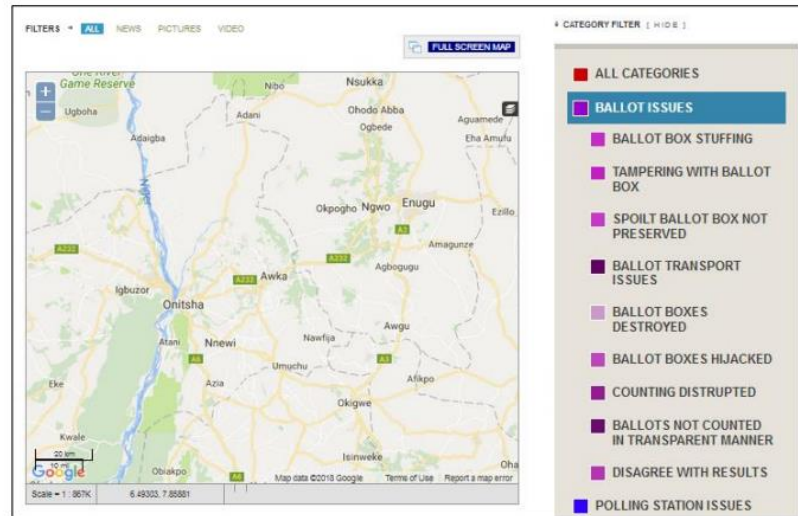 FILTERS ALL NEWS PICTURES VIDEO
FULL SCREEN MAP
Game Reserve
Nibo
Nsukka
Ugboha
Adani
Ohodo Abba
Aguamede
Ogbede
Adaigba
Eha Amufu
Niger
Okpogho Ngwo Enugu
Ezillo
A3
A232
A232
A232
Amagunze
Awka
Agbogugu
Igbuzor
Onitsha
Awgu
Atani
Nnewi
Nawfija
A6
A3
Umuchu
Eke
Azia
Afikpo
Okigwe
Kwale
Isinweke
20 km
10 mi
Google
Obiakpo
A6
Oha
Map data ©2018 Google Terms of Use Report a map error
Scale = 1 : 867K 6.49303, 7.85881
CATEGORY FILTER [ HIDE ]
ALL CATEGORIES
BALLOT ISSUES
BALLOT BOX STUFFING
TAMPERING WITH BALLOT
BOX
SPOILT BALLOT BOX NOT
PRESERVED
BALLOT TRANSPORT
ISSUES
BALLOT BOXES
DESTROYED
BALLOT BOXES HIJACKED
COUNTING DISTRUPTED
BALLOTS NOT COUNTED
IN TRANSPARENT MANNER
DISAGREE WITH RESULTS
POLLING STATION ISSUES